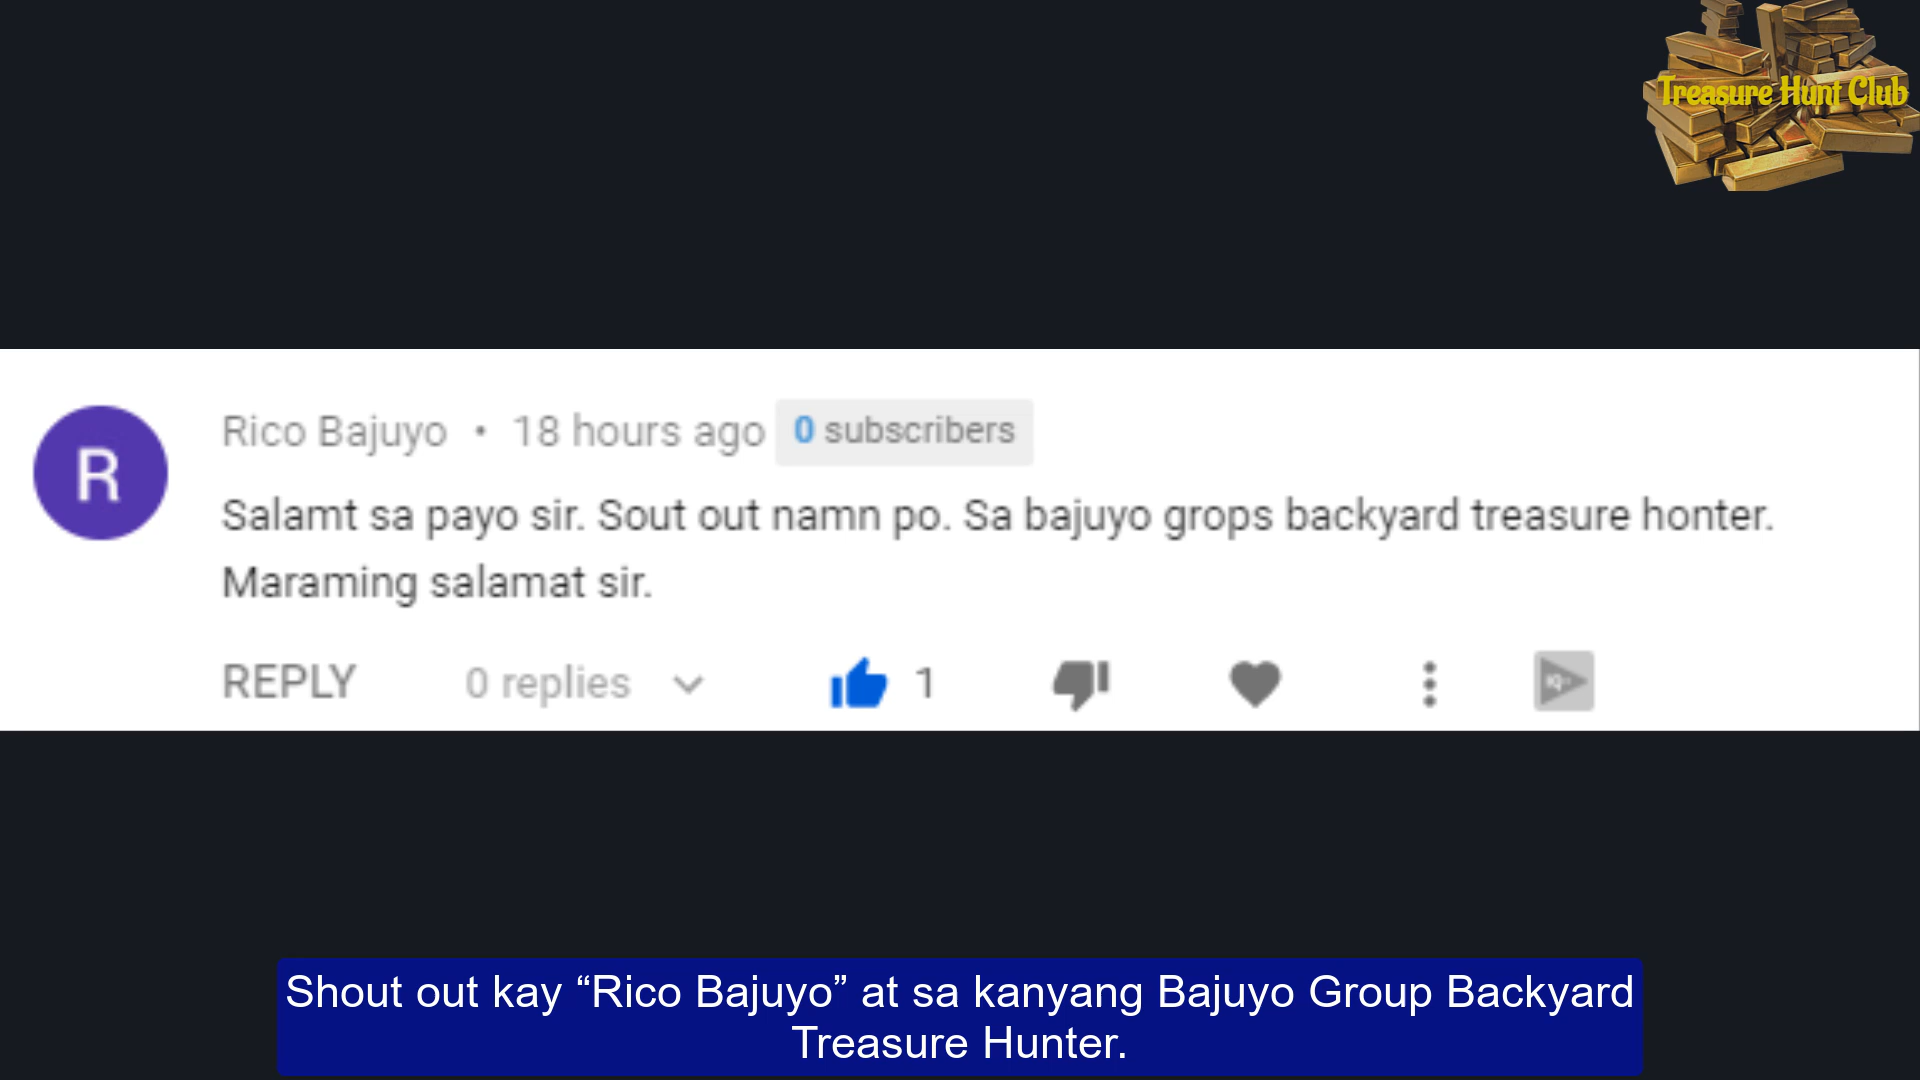 Treasure Hunt Club
Rico Bajuyo • 18 hours ago 0 subscribers
R
Salamt sa payo sir. Sout out namn po. Sa bajuyo grops backyard treasure honter.
Maraming salamat sir.
REPLY 0 replies 1
Shout out kay “Rico Bajuyo” at sa kanyang Bajuyo Group Backyard
Treasure Hunter.